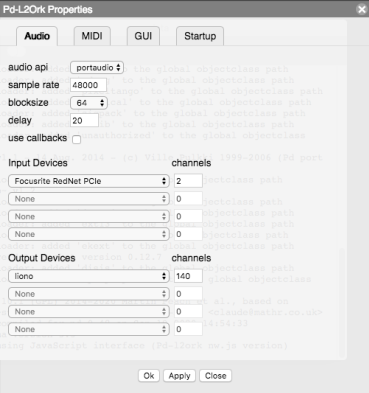 Pd-L2Ork Properties
Audio MIDI GUI Startup
audio api portaudio
sample rate 48000
blocksize 64
delay 20
use callbacks
Input Devices channels
Focusrite RedNet PCIe 2
None 0
None 0
None 0
Output Devices channels
Iiono 140
None 0
None 0
None 0
Ok Apply Close